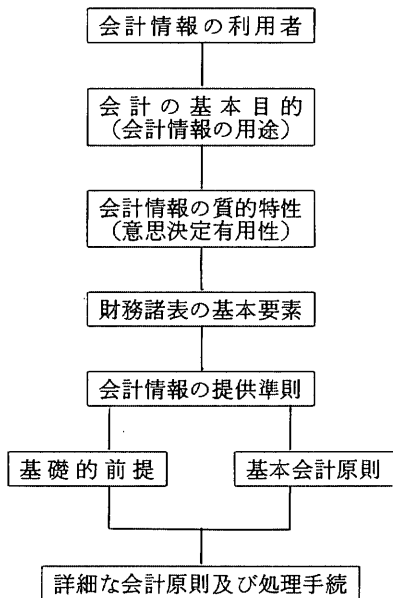 会計情報の利用者
会計の基本目的
(会計情報の用途)
会計情報の質的特性
(意思決定有用性)
財務諸表の基本要素
会計情報の提供準則
基礎的前提
基本会計原則
詳細な会計原則及び処理手続